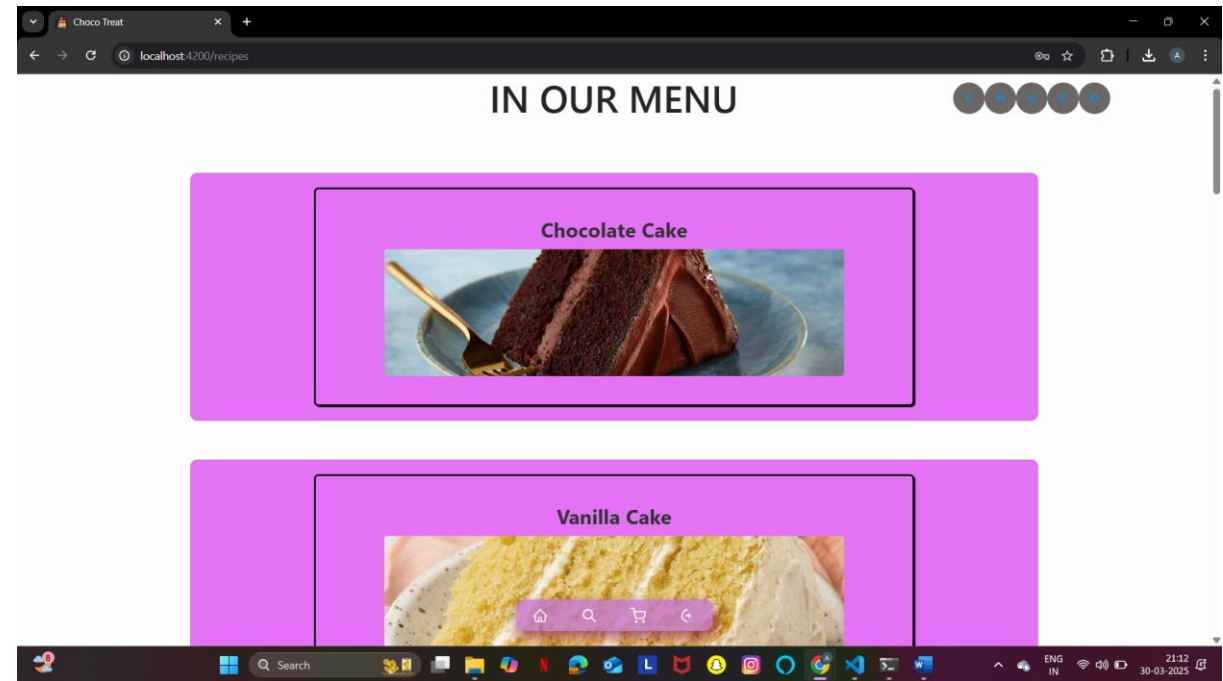 Choco Treat
localhost:4200/recipes
A
IN OUR MENU
C H O C O
Chocolate Cake
Vanilla Cake
8
Search
ENG
IN
21:12
30-03-2025